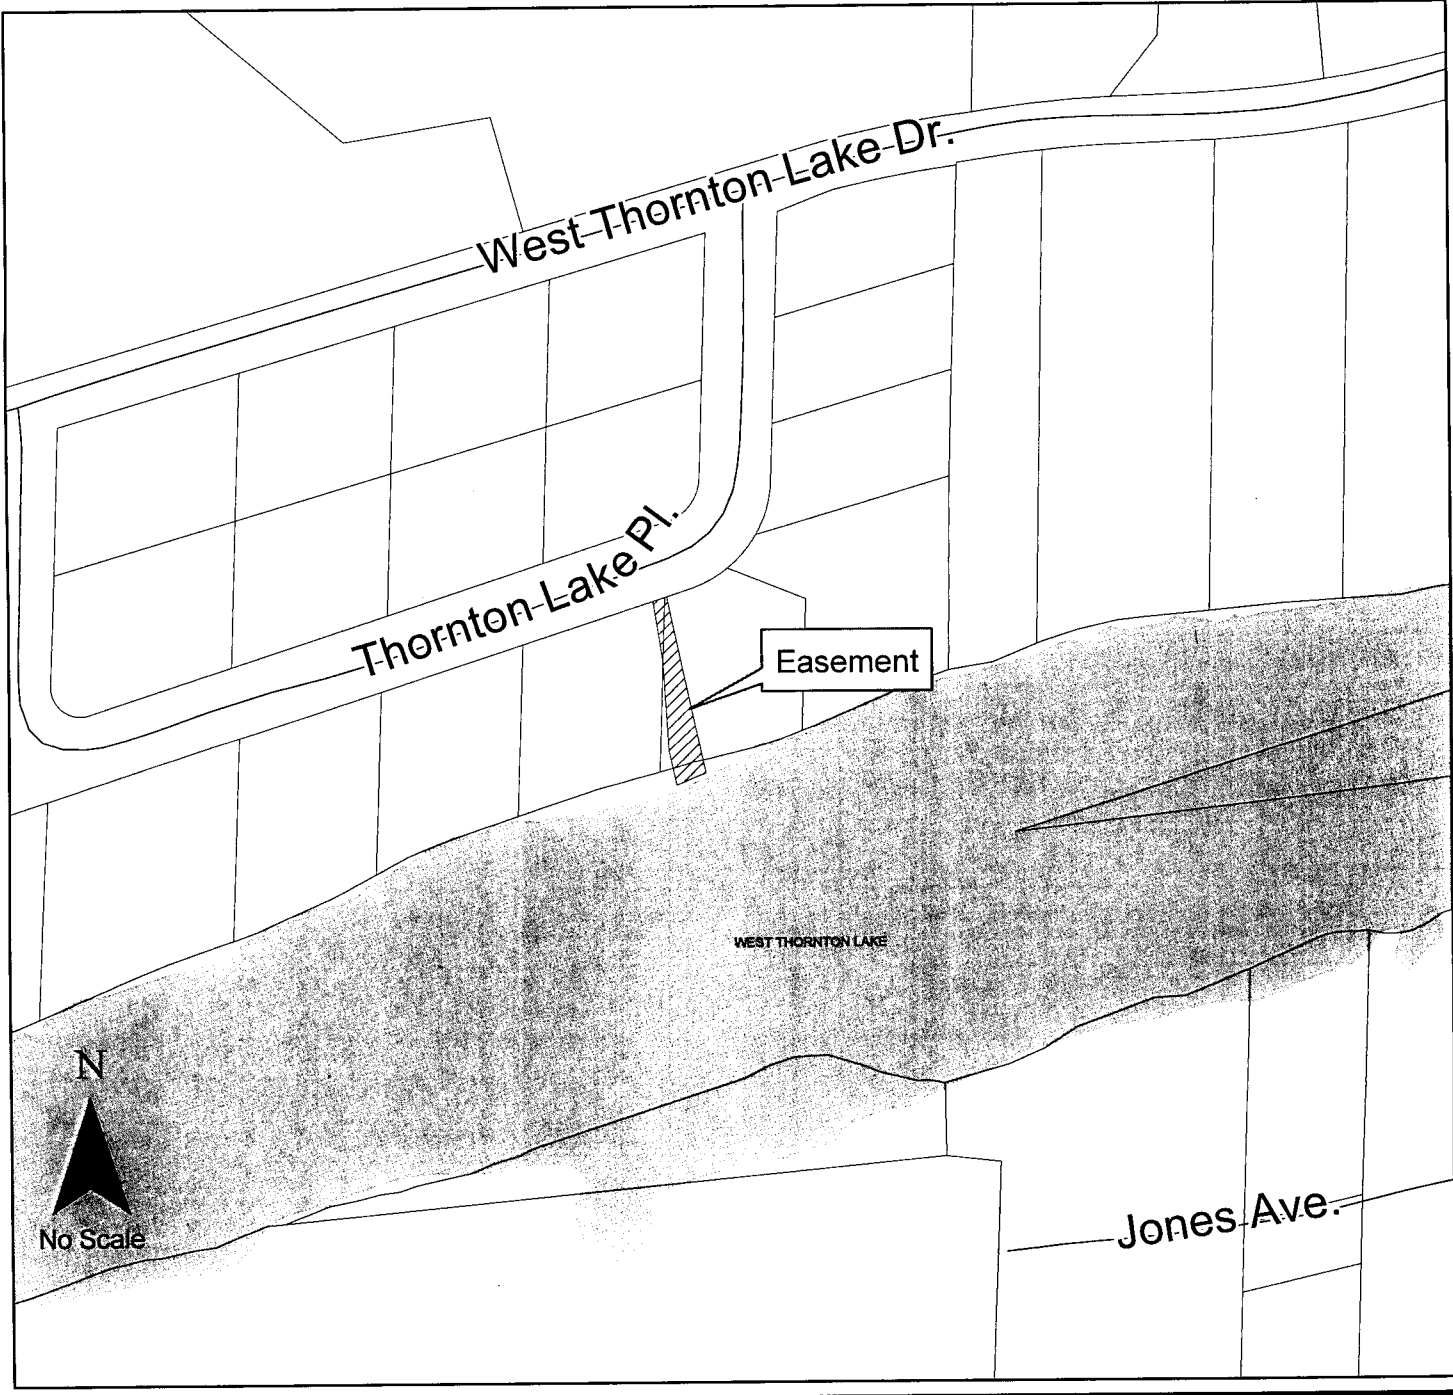 West Thornton Lake Dr.
Thornton Lake Pl.
Easement
WEST THORNTON LAKE
N
No Scale
Jones Ave.